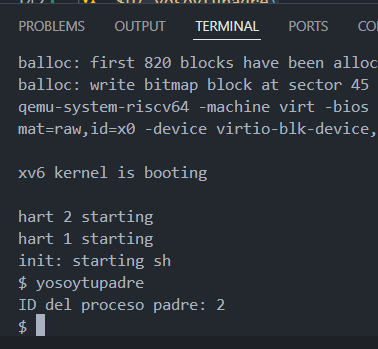 PROBLEMS OUTPUT TERMINAL PORTS
balloc: first 820 blocks have been alloc
balloc: write bitmap block at sector 45
qemu-system-riscv64 -machine virt -bios
mat=raw,id=x0 -device virtio-blk-device,
xv6 kernel is booting
hart 2 starting
hart 1 starting
init: starting sh
$ yosoytupadre
ID del proceso padre: 2
$